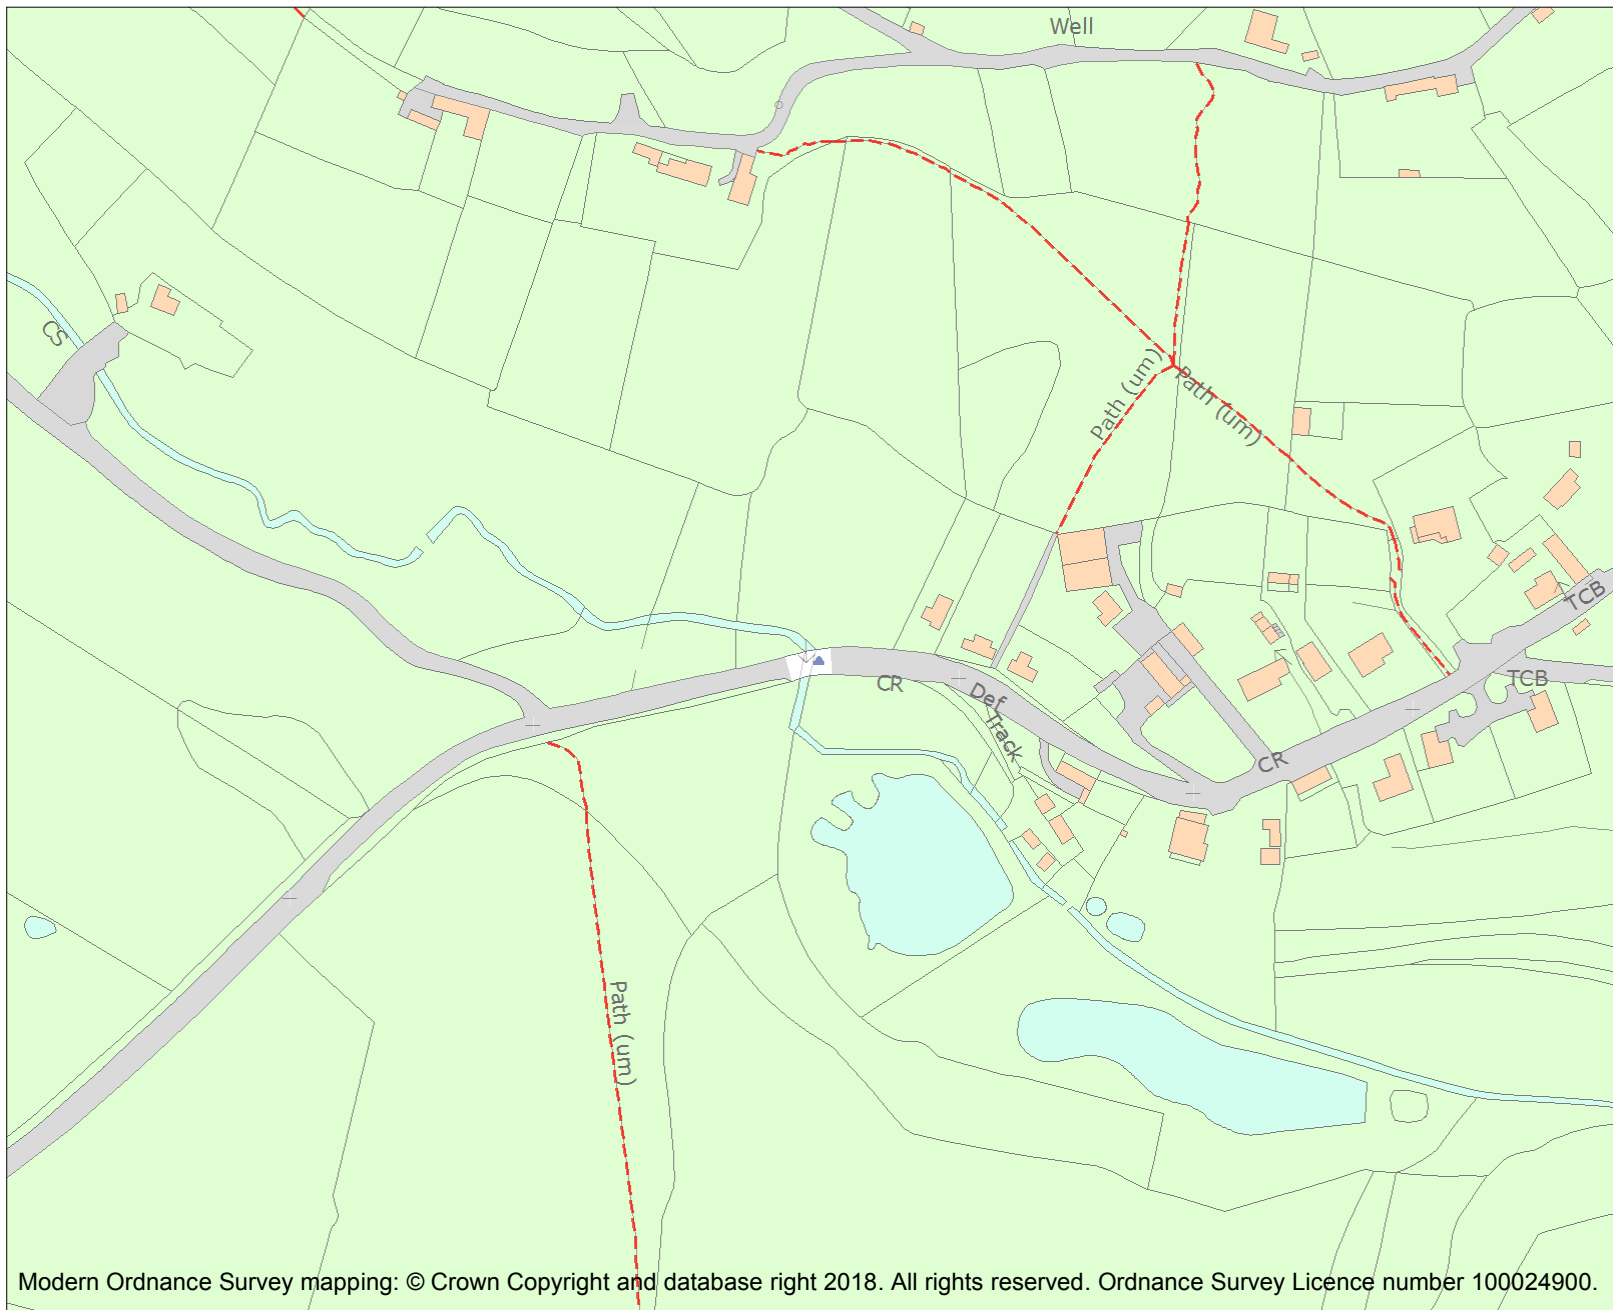 Well
CS
Path (um)
Path (um)
TCB
TCB
CR
Def
Track
CR
Path (um)
Modern Ordnance Survey mapping: © Crown Copyright and database right 2018. All rights reserved. Ordnance Survey Licence number 100024900.